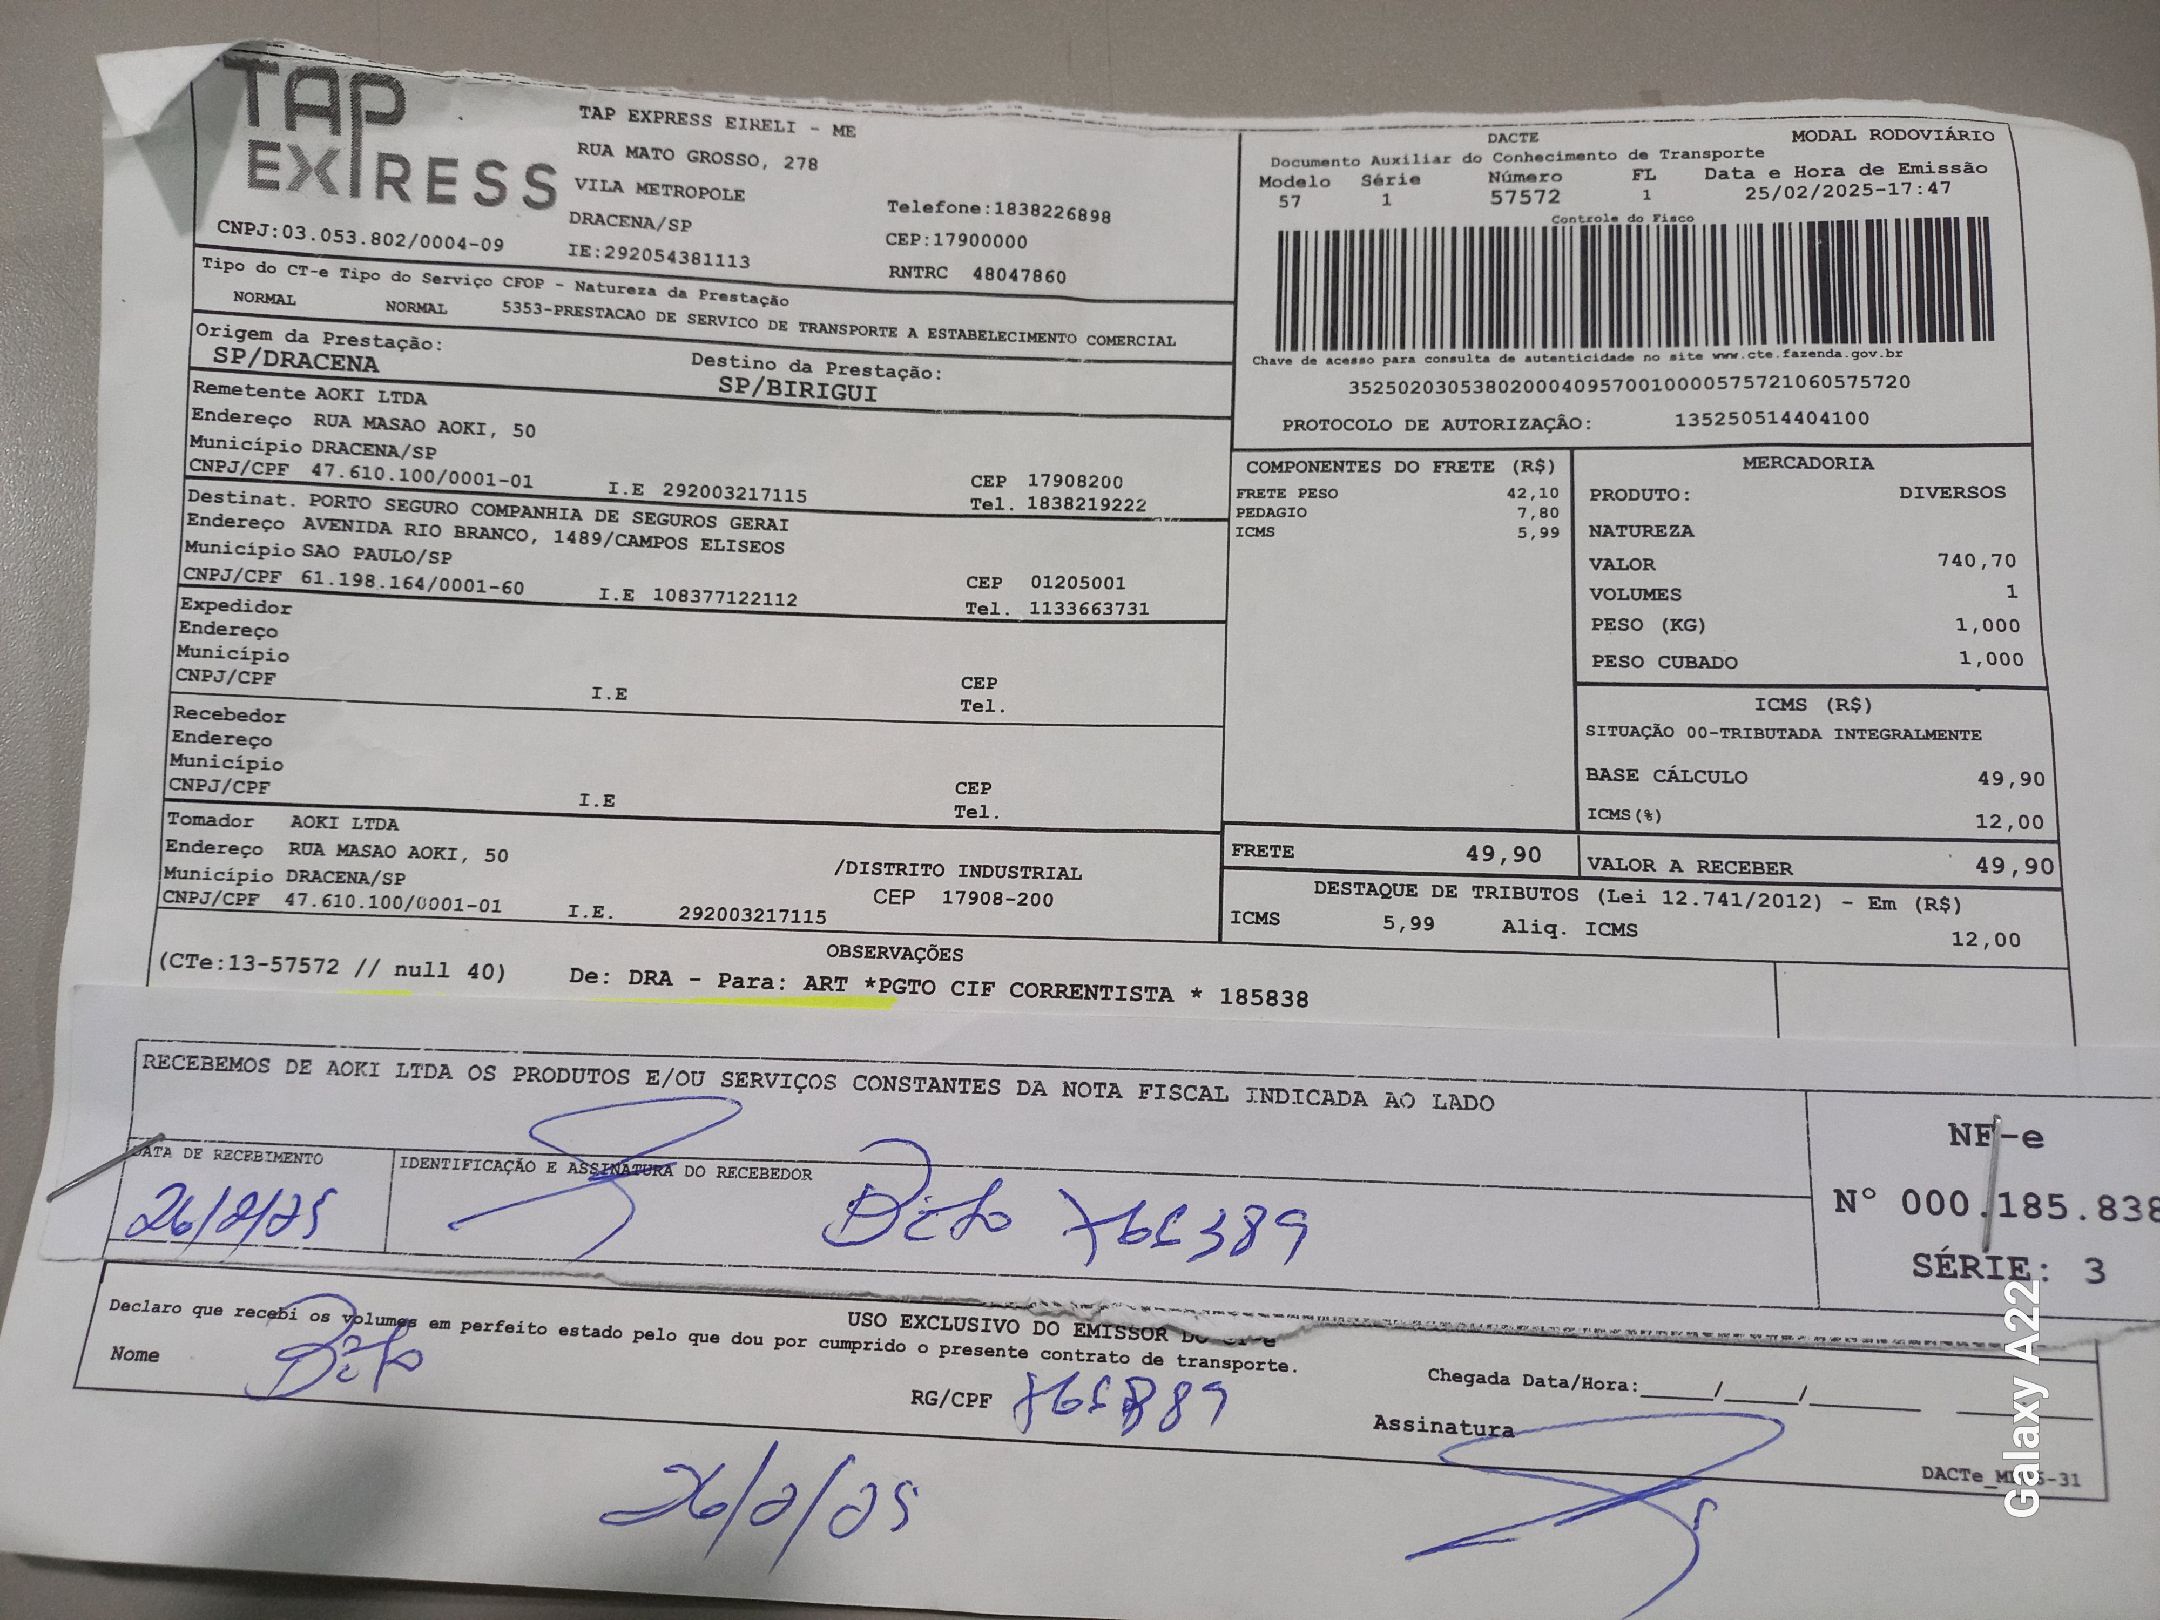 TAP EXPRESS
TAP EXPRESS EIRELI - ME
RUA MATO GROSSO, 278
VILA METROPOLE
DRACENA/SP
IE:292054381113
Telefone:1838226898
CEP:17900000
RNTRC 48047860
CNPJ:03.053.802/0004-09
DACTE MODAL RODOVIÁRIO
Documento Auxiliar do Conhecimento de Transporte
Modelo Série Número FL Data e Hora de Emissão
57 1 57572 1 25/02/2025-17:47
Controle do Fisco
Chave de acesso para consulta de autenticidade no site www.cte.fazenda.gov.br
35250203053802000409570010000575721060575720
PROTOCOLO DE AUTORIZAÇÂO: 135250514404100
Tipo do CT-e Tipo do Serviço CFOP - Natureza da Prestação
NORMAL NORMAL 5353-PRESTACAO DE SERVICO DE TRANSPORTE A ESTABELECIMENTO COMERCIAL
Origem da Prestação: Destino da Prestação:
SP/DRACENA SP/BIRIGUI
Remetente AOKI LTDA
Endereço RUA MASAO AOKI, 50
Município DRACENA/SP CEP 17908200
CNPJ/CPF 47.610.100/0001-01 I.E 292003217115 Tel. 1838219222
Destinat. PORTO SEGURO COMPANHIA DE SEGUROS GERAI
Endereço AVENIDA RIO BRANCO, 1489/CAMPOS ELISEOS
Município SAO PAULO/SP CEP 01205001
CNPJ/CPF 61.198.164/0001-60 I.E 108377122112 Tel. 1133663731
Expedidor
Endereço
Município CEP
CNPJ/CPF I.E Tel.
Recebedor
Endereço
Município CEP
CNPJ/CPF I.E Tel.
Tomador AOKI LTDA
Endereço RUA MASAO AOKI, 50 /DISTRITO INDUSTRIAL
Município DRACENA/SP CEP 17908-200
CNPJ/CPF 47.610.100/0001-01 I.E. 292003217115
COMPONENTES DO FRETE (R$)
FRETE PESO 42,10
PEDAGIO 7,80
ICMS 5,99
MERCADORIA
PRODUTO: DIVERSOS
NATUREZA
VALOR 740,70
VOLUMES 1
PESO (KG) 1,000
PESO CUBADO 1,000
ICMS (R$)
SITUAÇÃO 00-TRIBUTADA INTEGRALMENTE
BASE CÁLCULO 49,90
ICMS(%) 12,00
FRETE 49,90 VALOR A RECEBER 49,90
DESTAQUE DE TRIBUTOS (Lei 12.741/2012) - Em (R$)
ICMS 5,99 Aliq. ICMS 12,00
OBSERVAÇÕES
(CTe:13-57572 // null 40) De: DRA - Para: ART *PGTO CIF CORRENTISTA * 185838
RECEBEMOS DE AOKI LTDA OS PRODUTOS E/OU SERVIÇOS CONSTANTES DA NOTA FISCAL INDICADA AO LADO
NF-e
Nº 000.185.838
SÉRIE: 3
DATA DE RECEBIMENTO IDENTIFICAÇÃO E ASSINATURA DO RECEBEDOR
26/2/25
USO EXCLUSIVO DO EMISSOR DO CT-e
Declaro que recebi os volumes em perfeito estado pelo que dou por cumprido o presente contrato de transporte.
Nome RG/CPF Chegada Data/Hora:____/____/______ ______
Assinatura
26/2/25
Galaxy A22